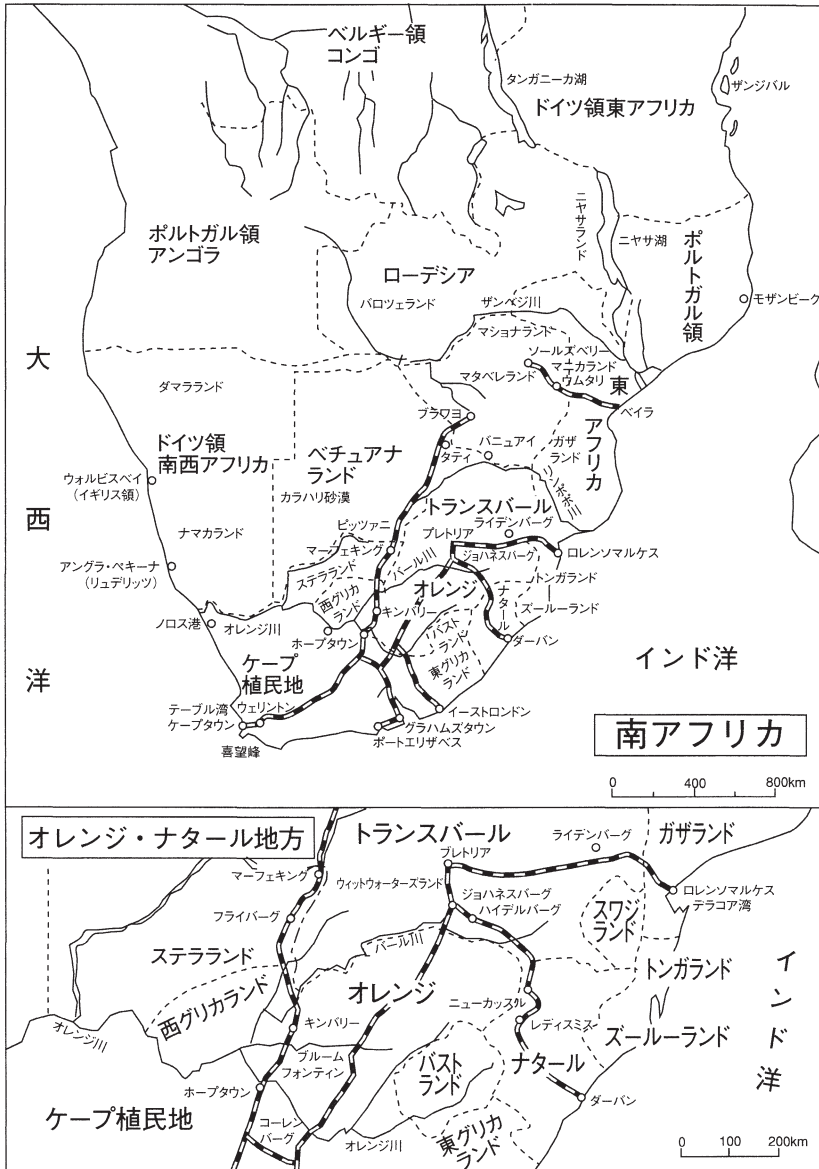 ベルギー領
コンゴ
タンガニーカ湖
ザンジバル
ドイツ領東アフリカ
ポルトガル領
アンゴラ
ニヤサランド
ニヤサ湖
ポルトガル領
東
アフリカ
ローデシア
バロツェランド
ザンベジ川
モザンビーク
マショナランド
ソールズベリー
マニカランド
ウムタリ
マタベレランド
ベイラ
大西洋
ダマラランド
ブラワヨ
ドイツ領
南西アフリカ
ベチュアナ
ランド
タティ
バニュアイ
ガザ
ランド
リンポポ川
ウォルビスベイ
(イギリス領)
カラハリ砂漠
トランスバール
ライデンバーグ
ピッツァニ
プレトリア
ナマカランド
マーフェキング
ジョハネスバーグ
ロレンソマルケス
バール川
アングラ・ペキーナ
(リュデリッツ)
ステラランド
オレンジ
トンガランド
西グリカ
ランド
ナタール
ズールーランド
キンバリー
ノロス港
オレンジ川
バスト
ランド
ホープタウン
ダーバン
東グリカ
ランド
ケープ
植民地
インド洋
テーブル湾
ウェリントン
ケープタウン
イーストロンドン
グラハムズタウン
ポートエリザベス
喜望峰
南アフリカ
0 400 800km
オレンジ・ナタール地方
トランスバール
ライデンバーグ
ガザランド
プレトリア
マーフェキング
ウィットウォーターズランド
ジョハネスバーグ
ハイデルバーグ
ロレンソマルケス
デラコア湾
フライバーグ
スワジ
ランド
ステラランド
バール川
トンガランド
オレンジ
西グリカランド
ニューカッスル
インド洋
オレンジ川
キンバリー
レディスミス
ズールーランド
ブルーム
フォンティン
バスト
ランド
ナタール
ホープタウン
ダーバン
ケープ植民地
コーレン
バーグ
オレンジ川
東グリカ
ランド
0 100 200km